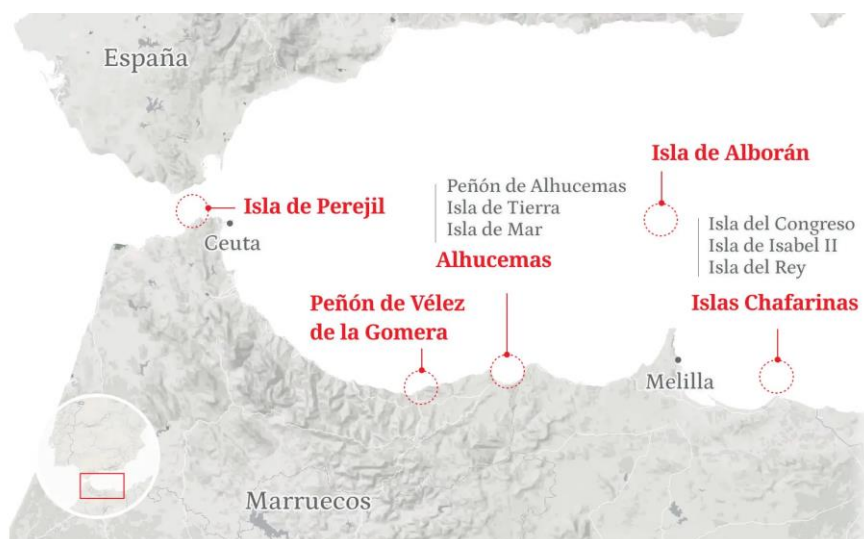 España
Isla de Alborán
Peñón de Alhucemas
Isla de Tierra
Isla de Mar
Isla de Perejil
Ceuta
Isla del Congreso
Isla de Isabel II
Isla del Rey
Alhucemas
Peñón de Vélez
de la Gomera
Islas Chafarinas
Melilla
Marruecos